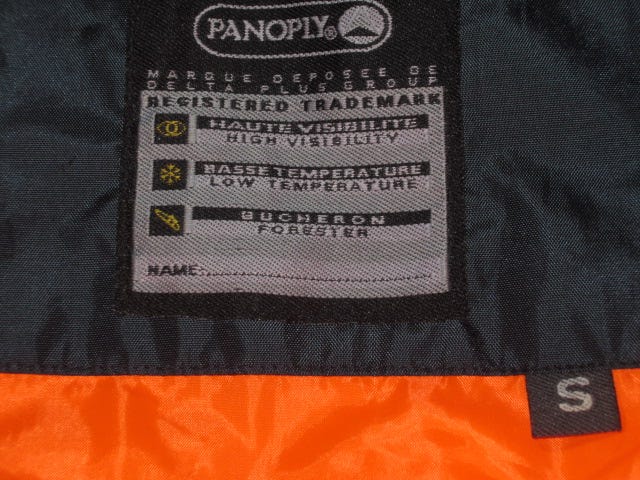 PANOPLY®
MARQUE DEPOSEE DE
DELTA PLUS GROUP
REGISTERED TRADEMARK
HAUTE VISIBILITE
HIGH VISIBILITY
BASSE TEMPERATURE
LOW TEMPERATURE
BUCHERON
FORESTER
NAME:
S